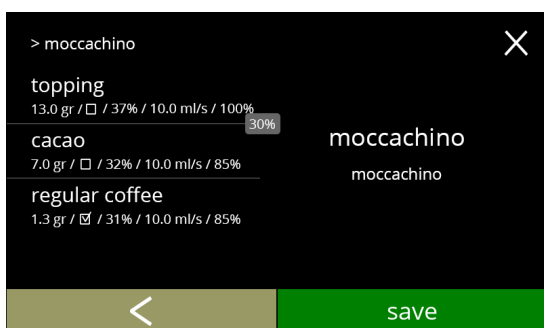 > moccachino
topping
13.0 gr / ☐ / 37% / 10.0 ml/s / 100%
30%
cacao
7.0 gr / ☐ / 32% / 10.0 ml/s / 85%
regular coffee
1.3 gr / ☑ / 31% / 10.0 ml/s / 85%
moccachino
moccachino
save